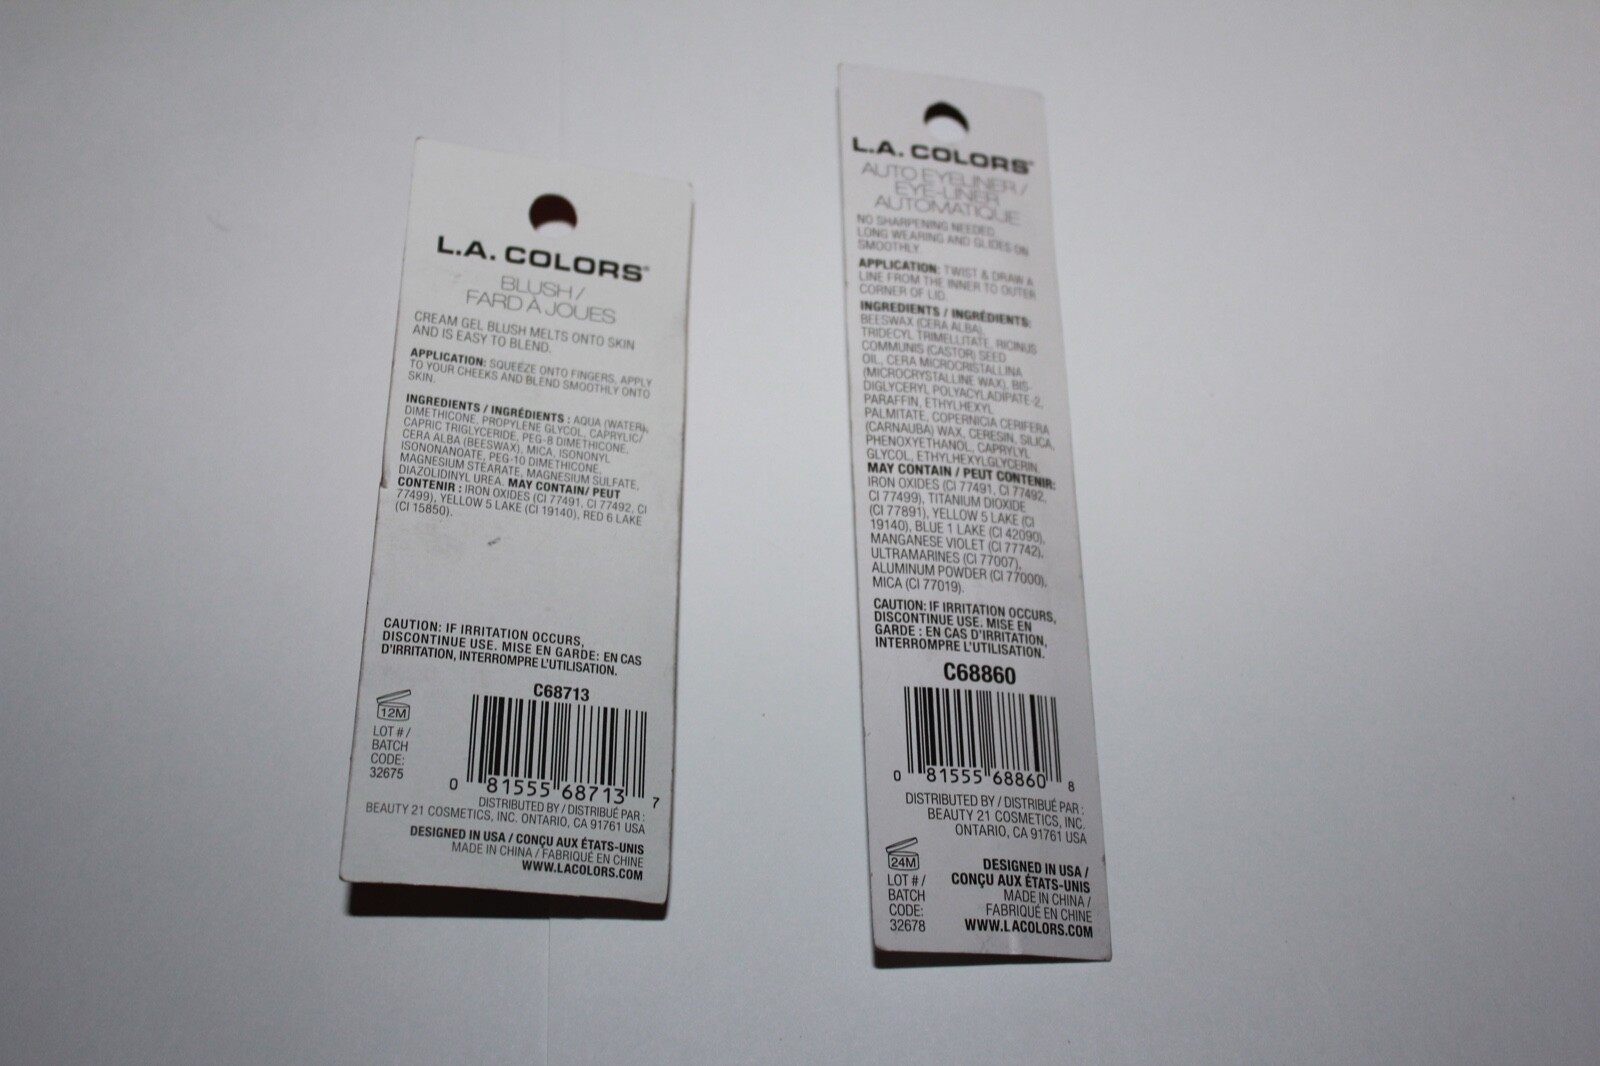 L.A. COLORS®
BLUSH /
FARD À JOUES
CREAM GEL BLUSH MELTS ONTO SKIN
AND IS EASY TO BLEND.
APPLICATION: SQUEEZE ONTO FINGERS, APPLY
TO YOUR CHEEKS AND BLEND SMOOTHLY ONTO
SKIN.
INGREDIENTS / INGRÉDIENTS : AQUA (WATER),
DIMETHICONE, PROPYLENE GLYCOL, CAPRYLIC/
CAPRIC TRIGLYCERIDE, PEG-8 DIMETHICONE,
CERA ALBA (BEESWAX), MICA, ISONONYL
ISONONANOATE, PEG-10 DIMETHICONE,
MAGNESIUM STEARATE, MAGNESIUM SULFATE,
DIAZOLIDINYL UREA. MAY CONTAIN/ PEUT
CONTENIR : IRON OXIDES (CI 77491, CI 77492, CI
77499), YELLOW 5 LAKE (CI 19140), RED 6 LAKE
(CI 15850).
CAUTION: IF IRRITATION OCCURS,
DISCONTINUE USE. MISE EN GARDE: EN CAS
D'IRRITATION, INTERROMPRE L'UTILISATION.
C68713
12M
LOT # /
BATCH
CODE:
32675
0 81555 68713 7
DISTRIBUTED BY / DISTRIBUÉ PAR :
BEAUTY 21 COSMETICS, INC. ONTARIO, CA 91761 USA
DESIGNED IN USA / CONÇU AUX ÉTATS-UNIS
MADE IN CHINA / FABRIQUÉ EN CHINE
WWW.LACOLORS.COM
L.A. COLORS®
AUTO EYELINER /
EYE-LINER
AUTOMATIQUE
NO SHARPENING NEEDED.
LONG WEARING AND GLIDES ON
SMOOTHLY.
APPLICATION: TWIST & DRAW A
LINE FROM THE INNER TO OUTER
CORNER OF LID.
INGREDIENTS / INGRÉDIENTS:
BEESWAX (CERA ALBA),
TRIDECYL TRIMELLITATE, RICINUS
COMMUNIS (CASTOR) SEED
OIL, CERA MICROCRISTALLINA
(MICROCRYSTALLINE WAX), BIS-
DIGLYCERYL POLYACYLADIPATE-2,
PARAFFIN, ETHYLHEXYL
PALMITATE, COPERNICIA CERIFERA
(CARNAUBA) WAX, CERESIN, SILICA,
PHENOXYETHANOL, CAPRYLYL
GLYCOL, ETHYLHEXYLGLYCERIN.
MAY CONTAIN / PEUT CONTENIR:
IRON OXIDES (CI 77491, CI 77492,
CI 77499), TITANIUM DIOXIDE
(CI 77891), YELLOW 5 LAKE (CI
19140), BLUE 1 LAKE (CI 42090),
MANGANESE VIOLET (CI 77742),
ULTRAMARINES (CI 77007),
ALUMINUM POWDER (CI 77000),
MICA (CI 77019).
CAUTION: IF IRRITATION OCCURS,
DISCONTINUE USE. MISE EN
GARDE : EN CAS D'IRRITATION,
INTERROMPRE L'UTILISATION.
C68860
0 81555 68860 8
DISTRIBUTED BY / DISTRIBUÉ PAR :
BEAUTY 21 COSMETICS, INC.
ONTARIO, CA 91761 USA
24M
LOT # /
BATCH
CODE:
32678
DESIGNED IN USA /
CONÇU AUX ÉTATS-UNIS
MADE IN CHINA /
FABRIQUÉ EN CHINE
WWW.LACOLORS.COM